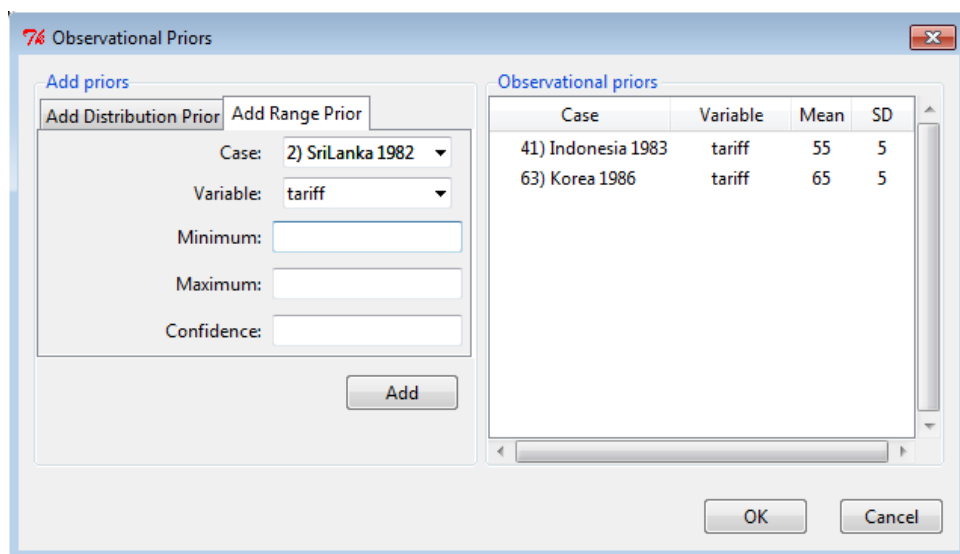 Observational Priors
Add priors
Add Distribution Prior Add Range Prior
Case: 2) SriLanka 1982
Variable: tariff
Minimum:
Maximum:
Confidence:
Add
Observational priors
Case Variable Mean SD
41) Indonesia 1983 tariff 55 5
63) Korea 1986 tariff 65 5
OK Cancel